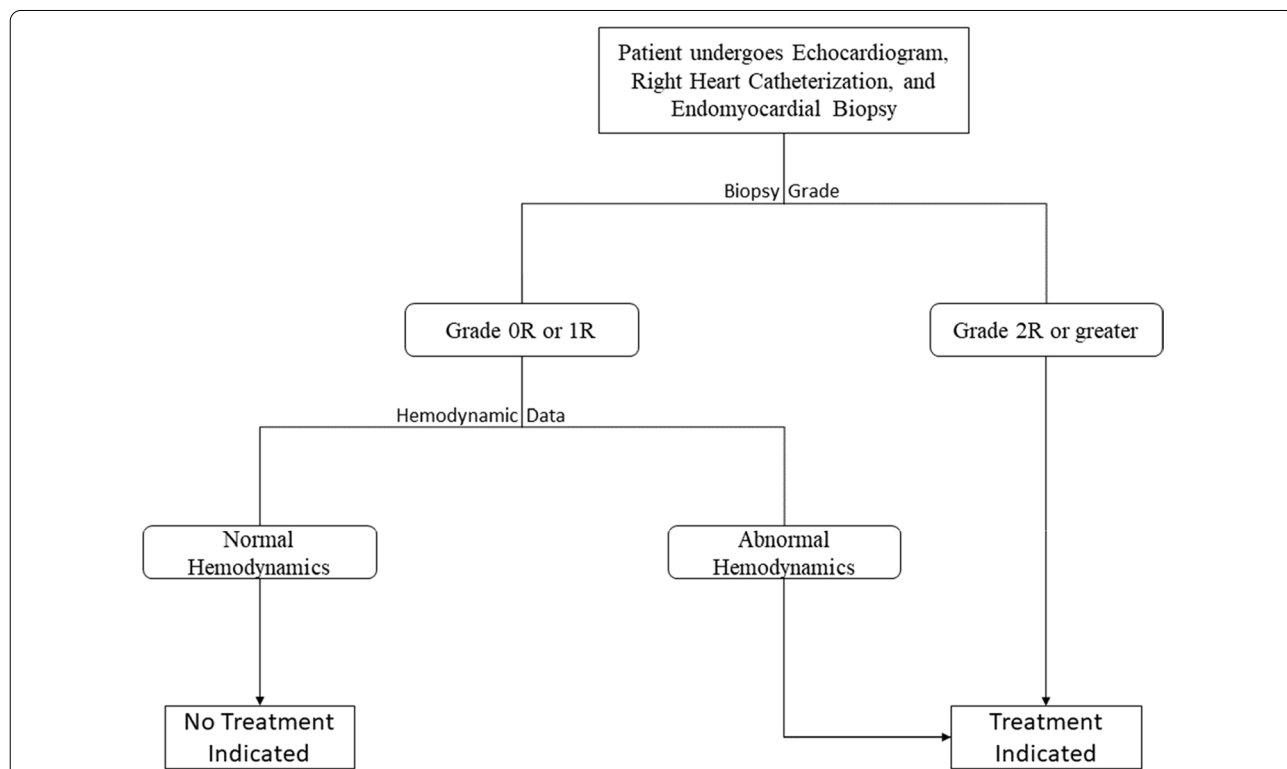 Patient undergoes Echocardiogram,
Right Heart Catheterization, and
Endomyocardial Biopsy
Biopsy Grade
Grade 0R or 1R
Grade 2R or greater
Hemodynamic Data
Normal
Hemodynamics
Abnormal
Hemodynamics
No Treatment
Indicated
Treatment
Indicated